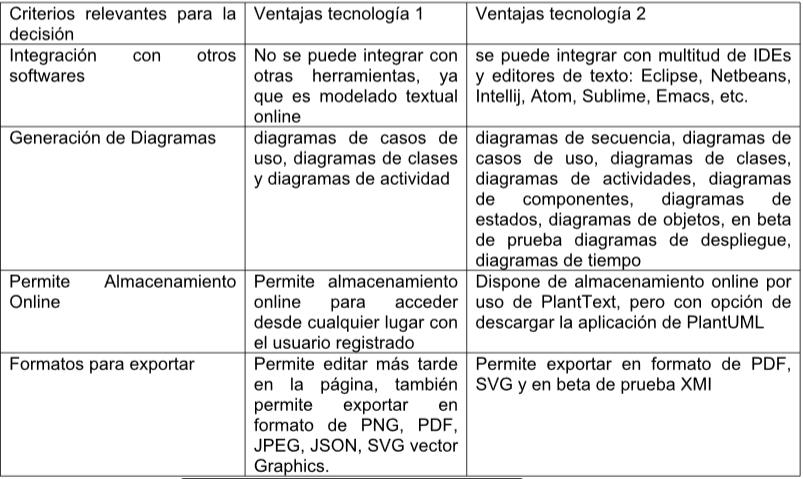 Criterios relevantes para la
decisión
Ventajas tecnología 1
Ventajas tecnología 2
Integración con otros
softwares
No se puede integrar con
otras herramientas, ya
que es modelado textual
online
se puede integrar con multitud de IDEs
y editores de texto: Eclipse, Netbeans,
Intellij, Atom, Sublime, Emacs, etc.
Generación de Diagramas
diagramas de casos de
uso, diagramas de clases
y diagramas de actividad
diagramas de secuencia, diagramas de
casos de uso, diagramas de clases,
diagramas de actividades, diagramas
de componentes, diagramas de
estados, diagramas de objetos, en beta
de prueba diagramas de despliegue,
diagramas de tiempo
Permite Almacenamiento
Online
Permite almacenamiento
online para acceder
desde cualquier lugar con
el usuario registrado
Dispone de almacenamiento online por
uso de PlantText, pero con opción de
descargar la aplicación de PlantUML
Formatos para exportar
Permite editar más tarde
en la página, también
permite exportar en
formato de PNG, PDF,
JPEG, JSON, SVG vector
Graphics.
Permite exportar en formato de PDF,
SVG y en beta de prueba XMI